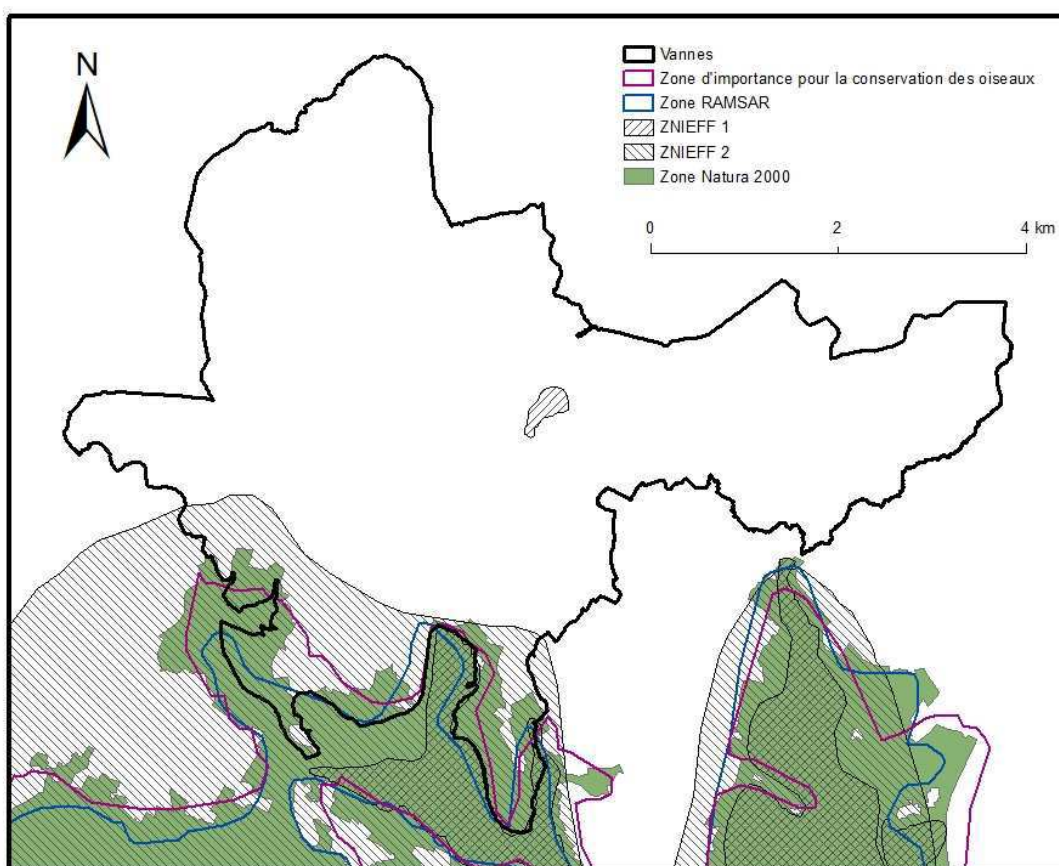 N
Vannes
Zone d'importance pour la conservation des oiseaux
Zone RAMSAR
ZNIEFF 1
ZNIEFF 2
Zone Natura 2000
0 2 4 km